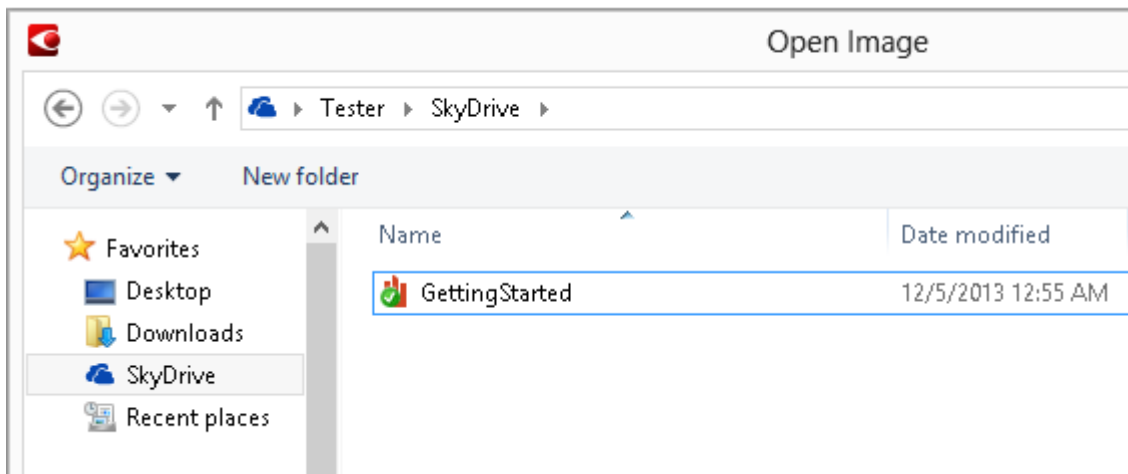 Open Image
Tester SkyDrive
Organize New folder
Name Date modified
Favorites
GettingStarted 12/5/2013 12:55 AM
Desktop
Downloads
SkyDrive
Recent places